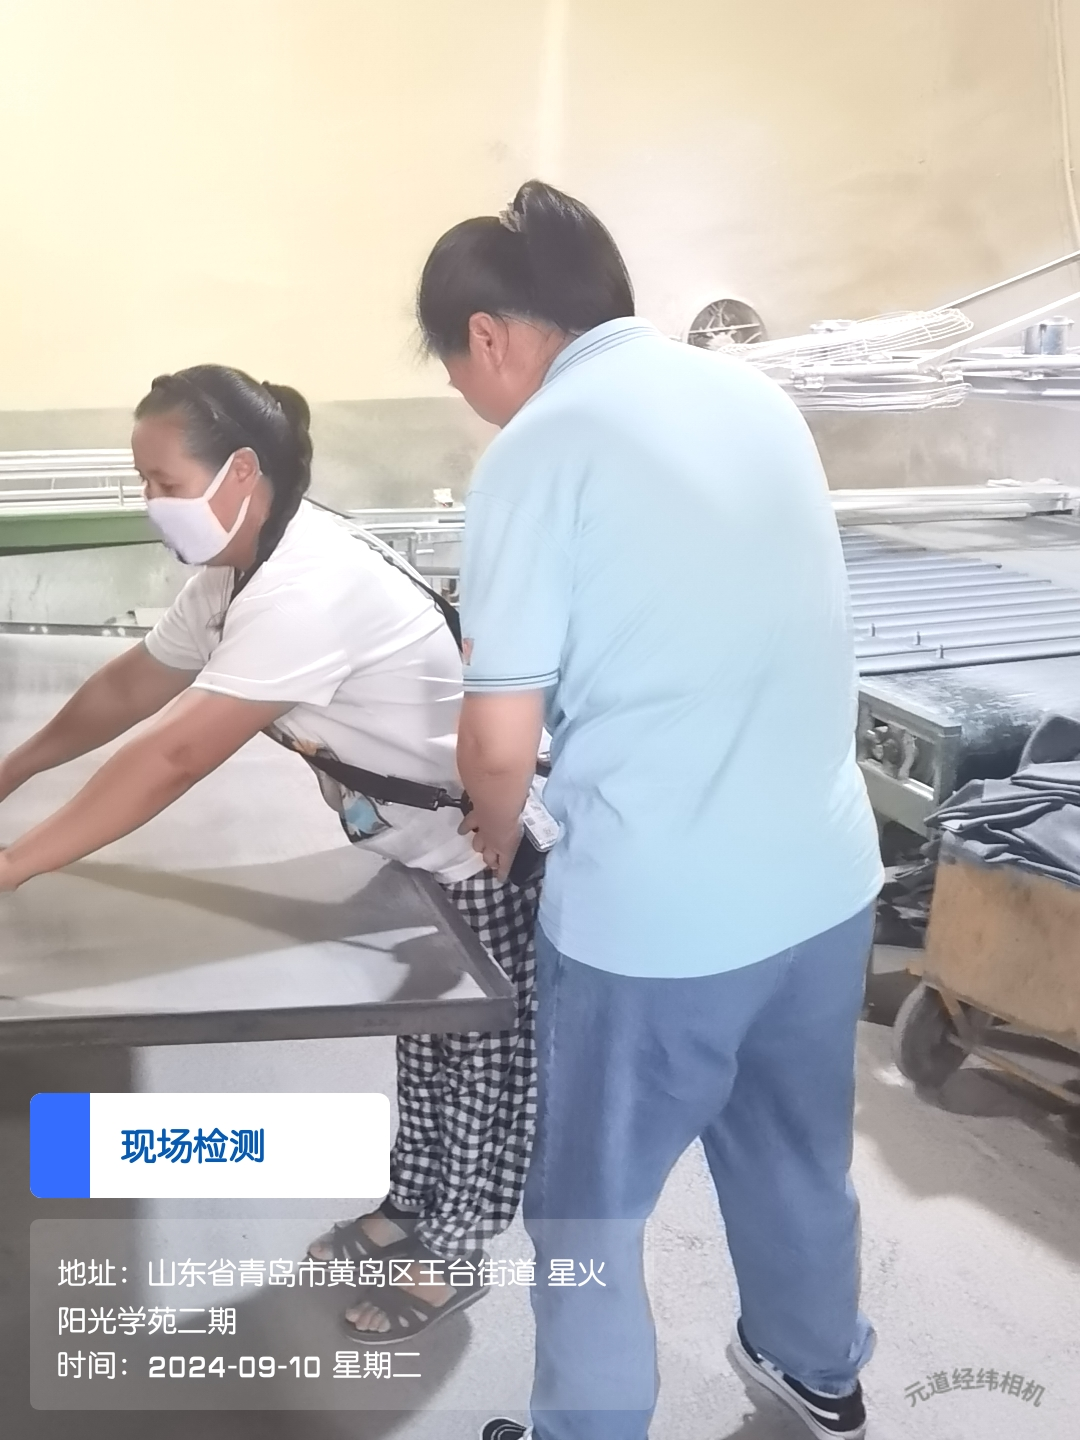 现场检测
地址：山东省青岛市黄岛区王台街道 星火
阳光学苑二期
时间：2024-09-10 星期二
元道经纬相机